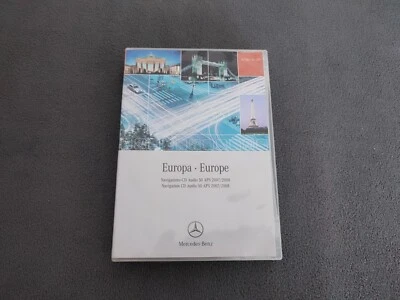 Europa · Europe
Navigations-CD Audio 50 APS 2007/2008
Navigation CD Audio 50 APS 2007/2008
Mercedes-Benz